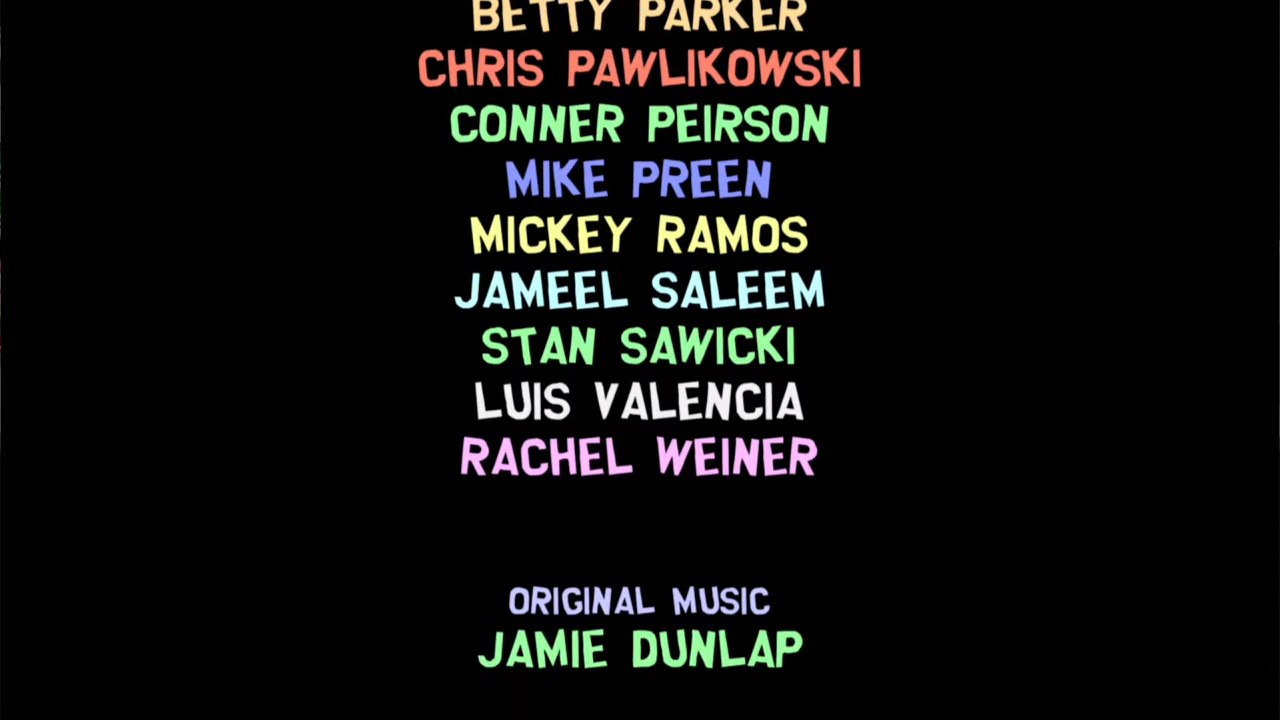 BETTY PARKER
CHRIS PAWLIKOWSKI
CONNER PEIRSON
MIKE PREEN
MICKEY RAMOS
JAMEEL SALEEM
STAN SAWICKI
LUIS VALENCIA
RACHEL WEINER
ORIGINAL MUSIC
JAMIE DUNLAP